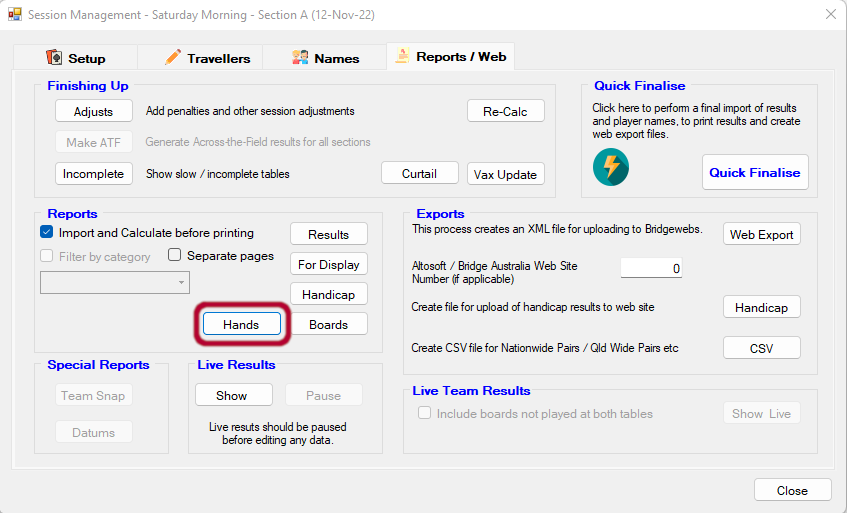 Session Management - Saturday Morning - Section A (12-Nov-22)
Setup
Travellers
Names
Reports / Web
Finishing Up
Adjusts
Add penalties and other session adjustments
Re-Calc
Make ATF
Generate Across-the-Field results for all sections
Incomplete
Show slow / incomplete tables
Curtail
Vax Update
Quick Finalise
Click here to perform a final import of results
and player names, to print results and create
web export files.
Quick Finalise
Reports
Import and Calculate before printing
Results
Filter by category
Separate pages
For Display
Handicap
Hands
Boards
Exports
This process creates an XML file for uploading to Bridgewebs.
Web Export
Altosoft / Bridge Australia Web Site
Number (if applicable)
0
Create file for upload of handicap results to web site
Handicap
Create CSV file for Nationwide Pairs / Qld Wide Pairs etc
CSV
Special Reports
Team Snap
Datums
Live Results
Show
Pause
Live resuts should be paused
before editing any data.
Live Team Results
Include boards not played at both tables
Show Live
Close